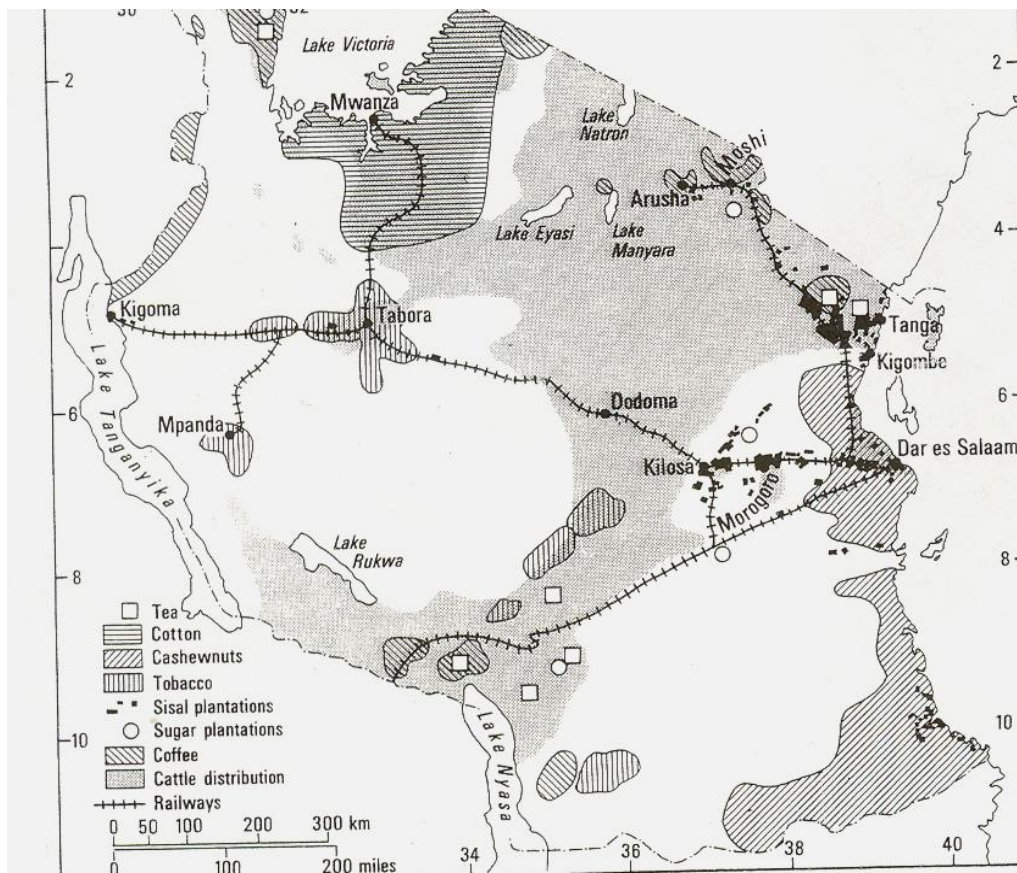 2
Lake Victoria
2
Mwanza
Lake
Natron
Moshi
Arusha
Lake Eyasi
Lake
Manyara
4
4
Kigoma
Tabora
Tanga
Kigombe
Lake Tanganyika
6
Mpanda
Dodoma
6
Kilosa
Dar es Salaam
Morogoro
Lake
Rukwa
8
8
Tea
Cotton
Cashewnuts
Tobacco
Sisal plantations
Sugar plantations
Coffee
Cattle distribution
Railways
10
10
Lake Nyasa
0 50 100 200 300 km
0 100 200 miles
34
36
38
40